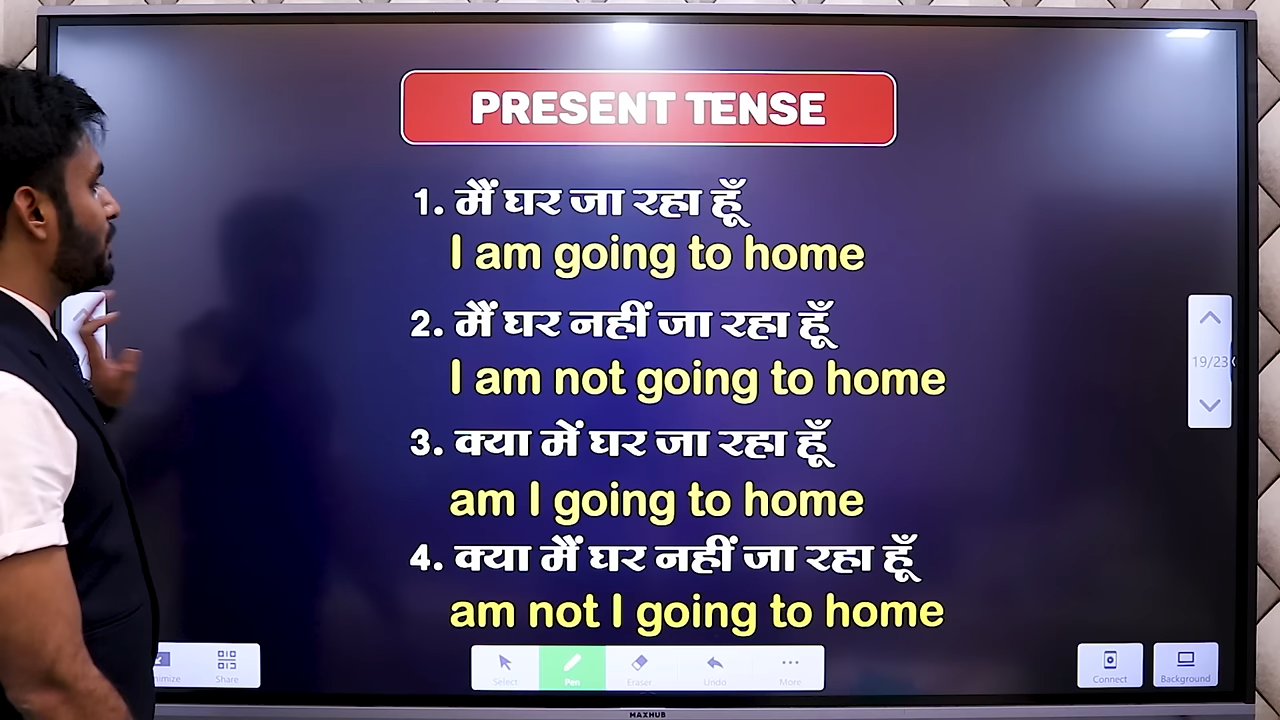 PRESENT TENSE
1. मैं घर जा रहा हूँ
I am going to home
2. मैं घर नहीं जा रहा हूँ
I am not going to home
3. क्या में घर जा रहा हूँ
am I going to home
4. क्या मैं घर नहीं जा रहा हूँ
am not I going to home
19/23
Share
Select
Pen
Eraser
Undo
More
Connect
Background
MAXHUB